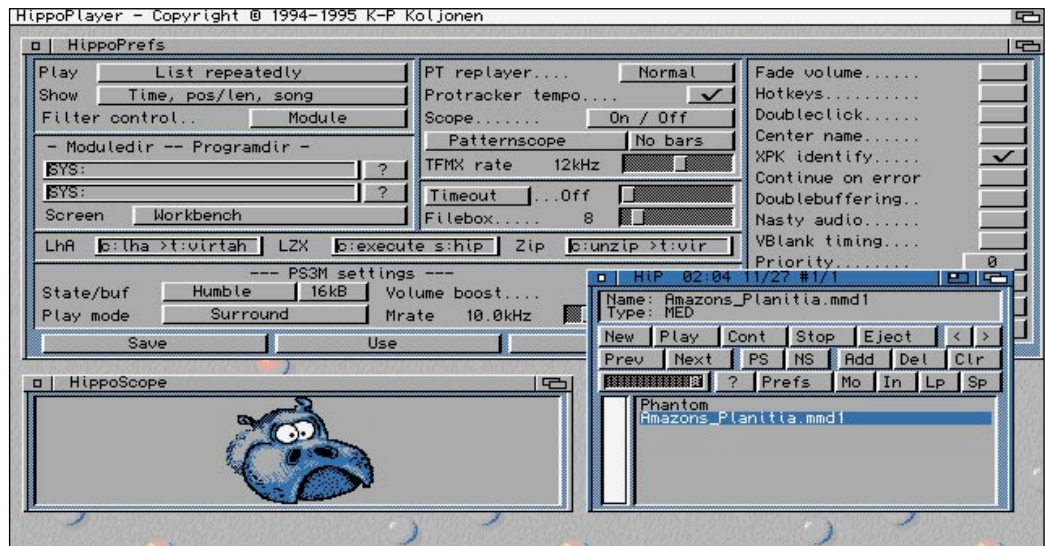 HippoPlayer - Copyright © 1994-1995 K-P Koljonen
HippoPrefs
Play List repeatedly
Show Time, pos/len, song
Filter control.. Module
- Moduledir -- Programdir -
SYS: ?
SYS: ?
Screen Workbench
PT replayer.... Normal
Protracker tempo....
Scope....... On / Off
Patternscope No bars
TFMX rate 12kHz
Timeout ...Off
Filebox..... 8
Fade volume......
Hotkeys..........
Doubleclick......
Center name......
XPK identify.....
Continue on error
Doublebuffering..
Nasty audio......
VBlank timing....
Priority........ 0
LhA c:lha >t:virtah LZX c:execute s:hip Zip c:unzip >t:vir
--- PS3M settings ---
State/buf Humble 16kB Volume boost....
Play mode Surround Mrate 10.0kHz
Save Use
HiP 02:04 11/27 #1/1
Name: Amazons_Planitia.mmd1
Type: MED
New Play Cont Stop Eject < >
Prev Next PS NS Add Del Clr
? Prefs Mo In Lp Sp
Phantom
Amazons_Planitia.mmd1
HippoScope